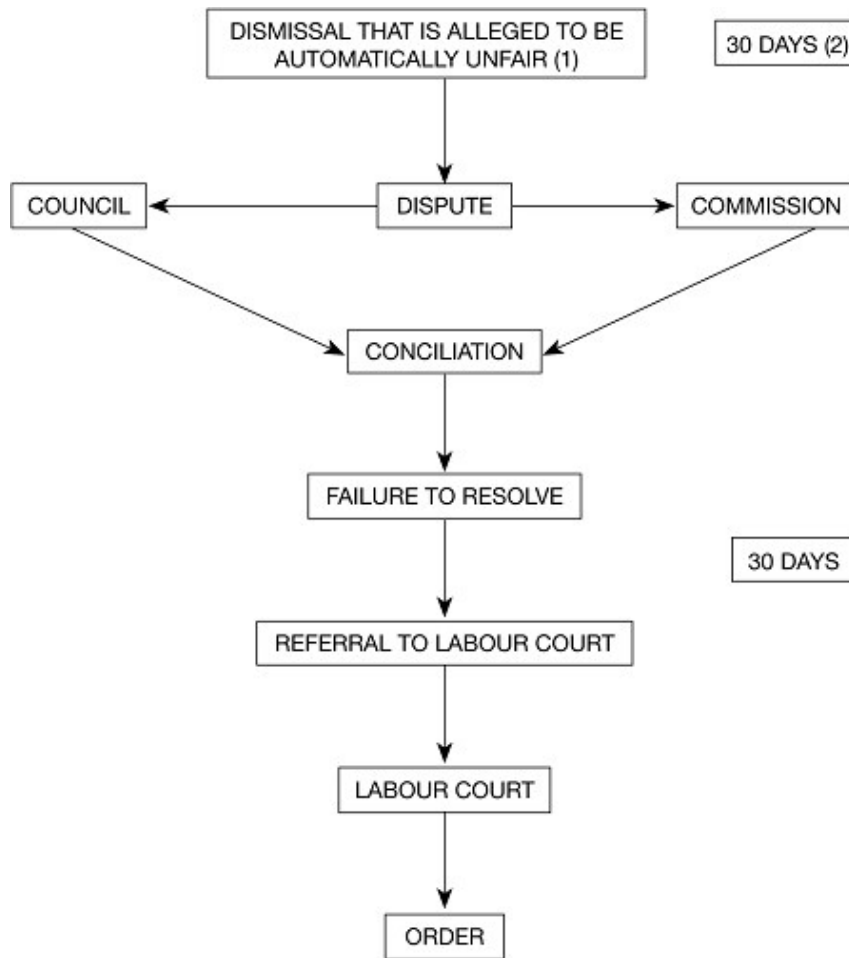 DISMISSAL THAT IS ALLEGED TO BE
AUTOMATICALLY UNFAIR (1)
30 DAYS (2)
COUNCIL
DISPUTE
COMMISSION
CONCILIATION
FAILURE TO RESOLVE
30 DAYS
REFERRAL TO LABOUR COURT
LABOUR COURT
ORDER